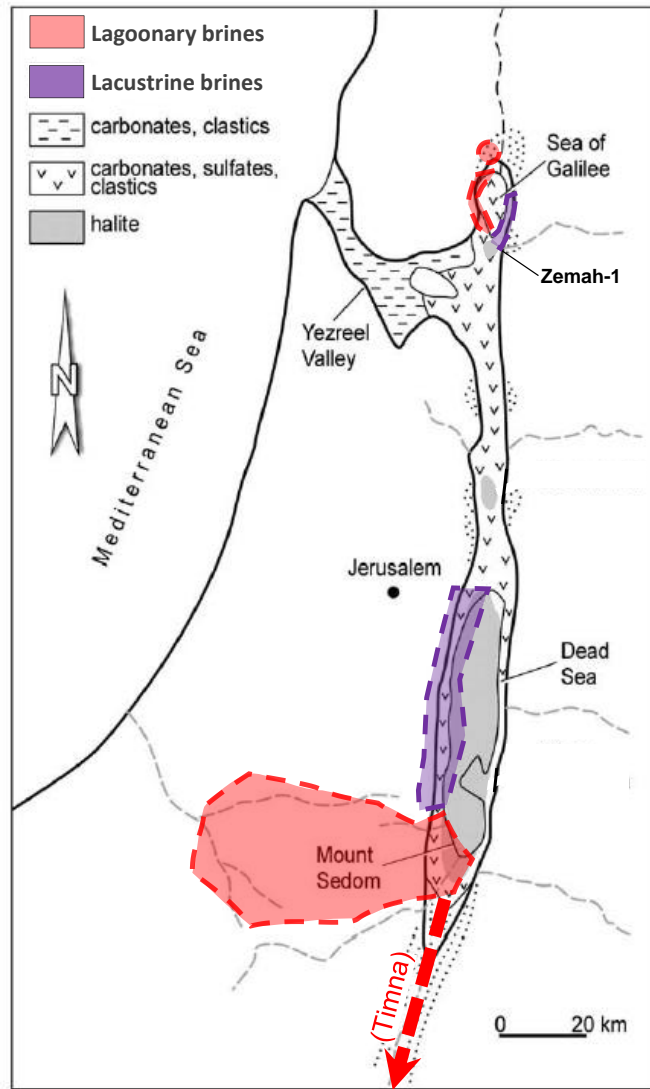 Lagoonary brines
Lacustrine brines
carbonates, clastics
carbonates, sulfates,
clastics
halite
N
Mediterranean Sea
Sea of
Galilee
Zemah-1
Yezreel
Valley
Jerusalem
Dead
Sea
Mount
Sedom
(Timna)
0 20 km